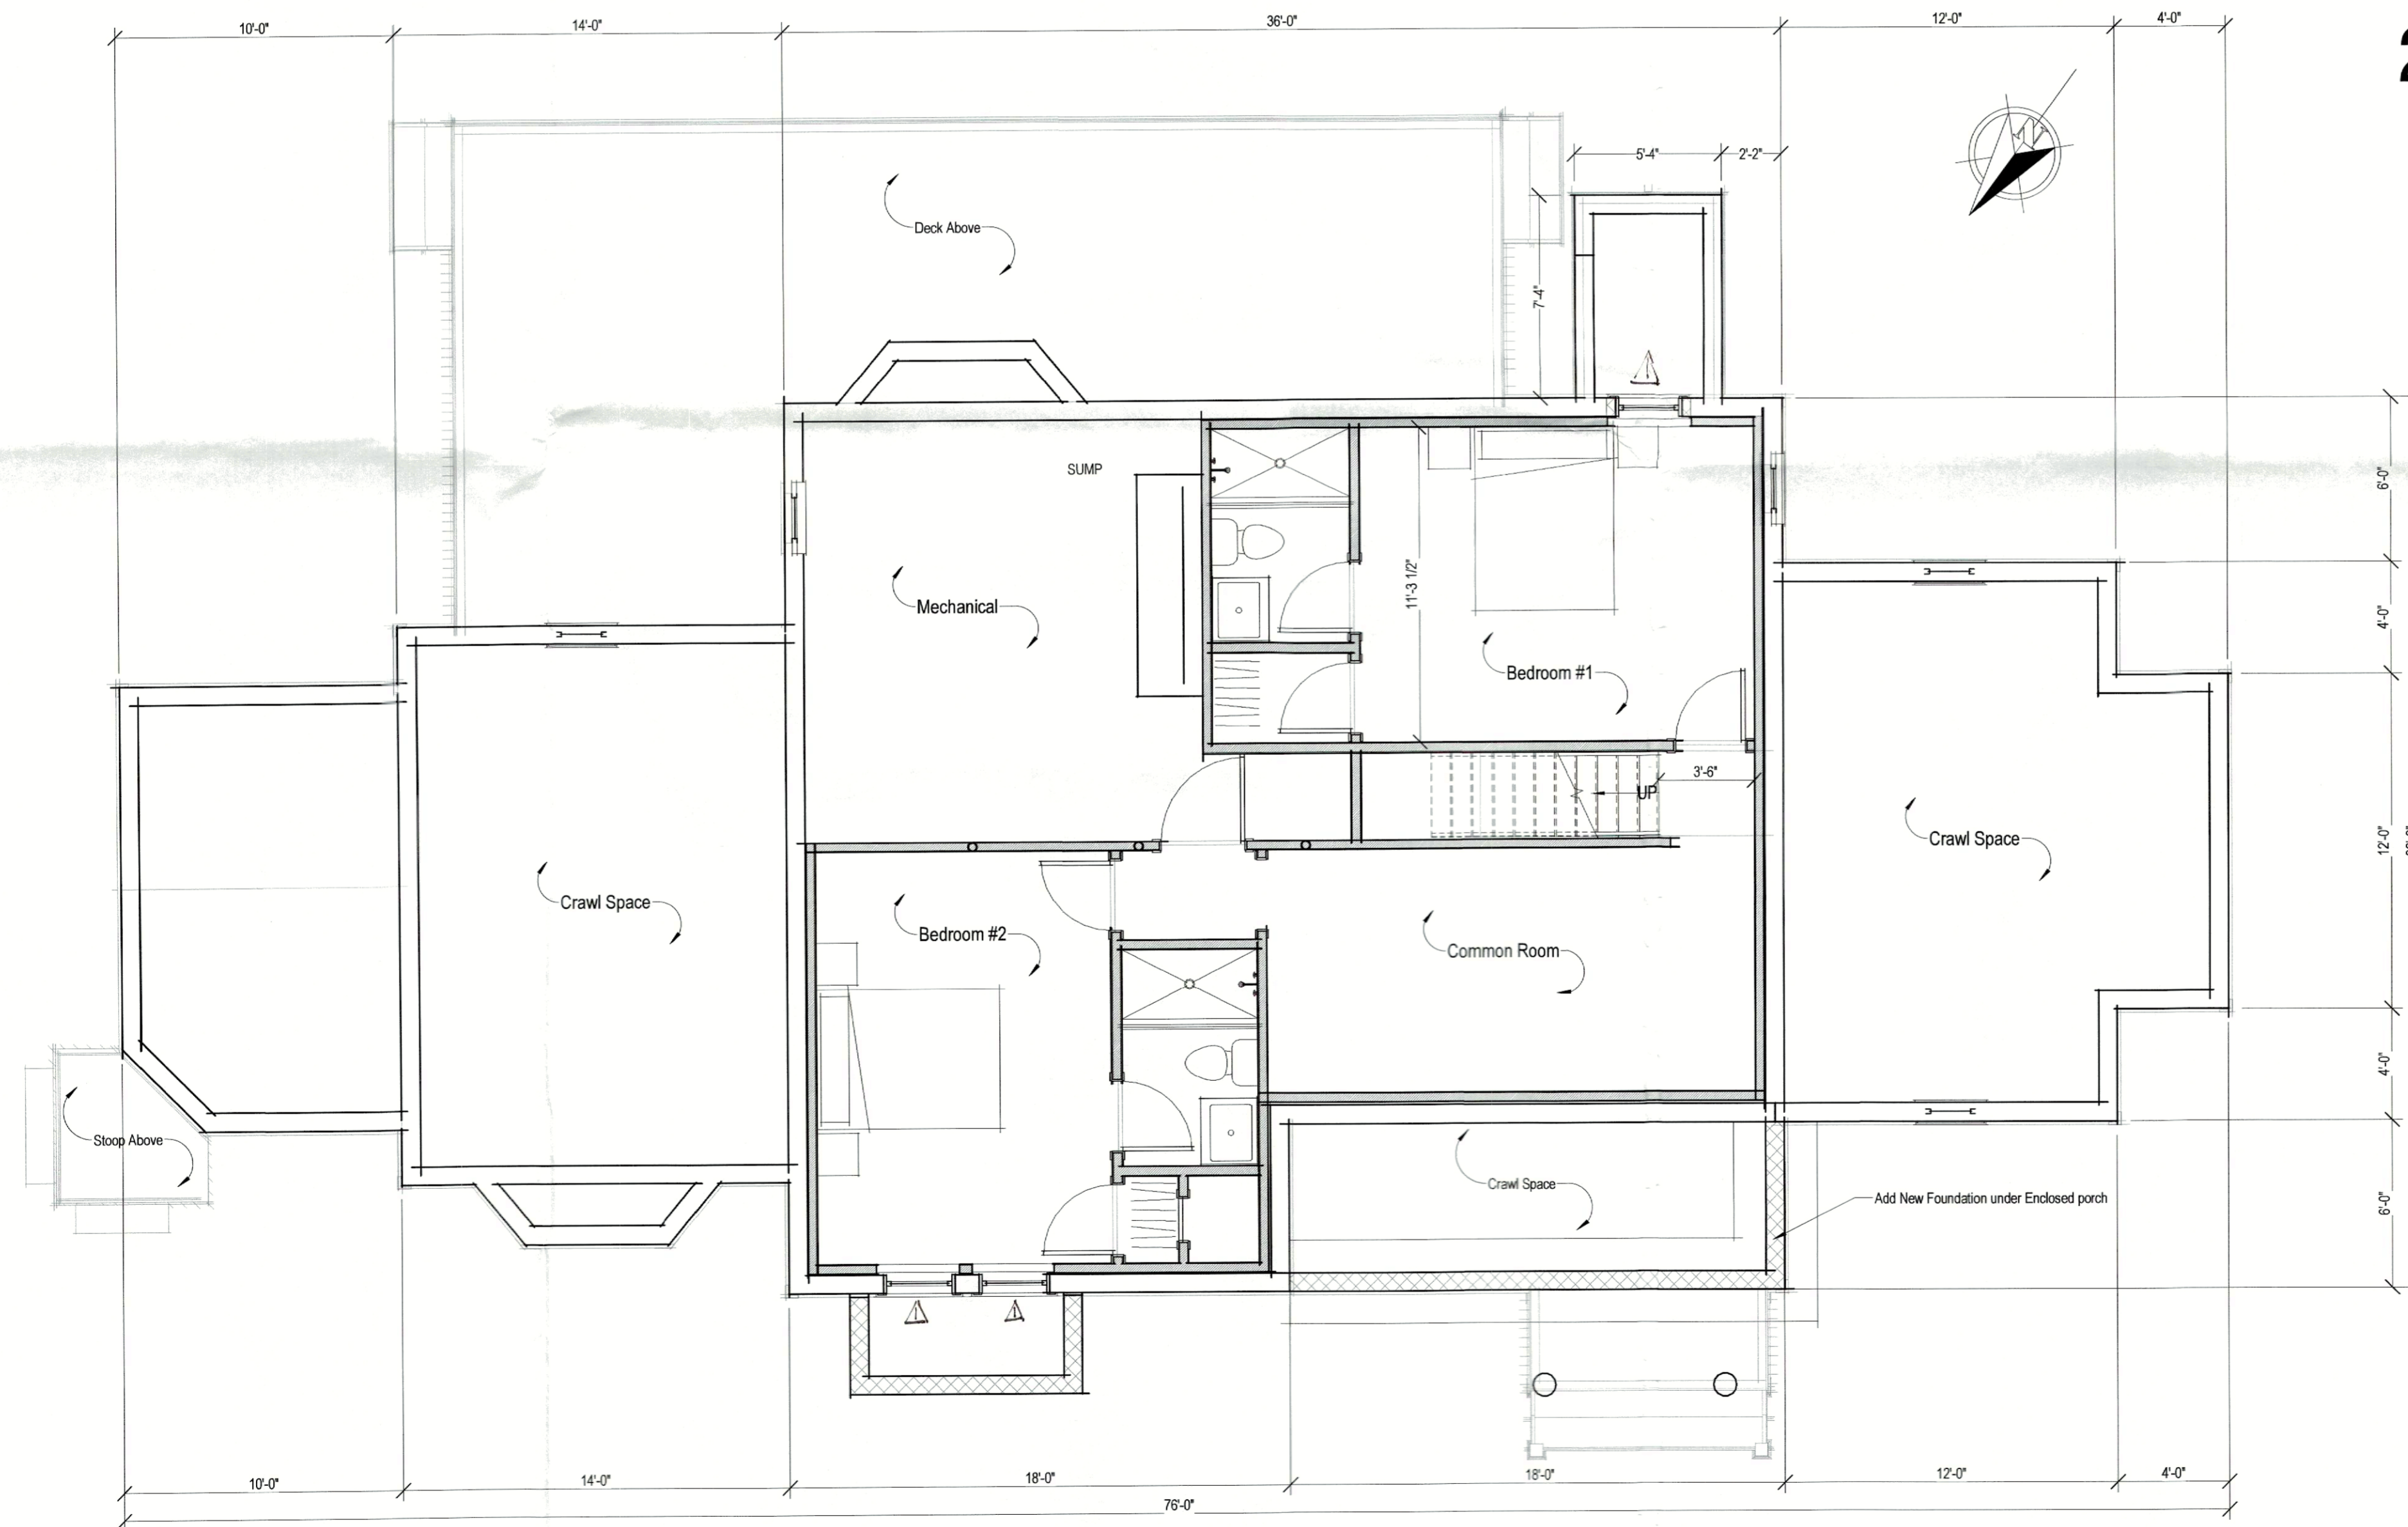 10'-0"
14'-0"
36'-0"
12'-0"
4'-0"
5'-4"
2'-2"
N
Deck Above
7'-4"
SUMP
6'-0"
Mechanical
11'-3 1/2"
4'-0"
Bedroom #1
3'-6"
UP
Crawl Space
12'-0"
Crawl Space
Bedroom #2
Common Room
4'-0"
Stoop Above
Crawl Space
Add New Foundation under Enclosed porch
6'-0"
1
1
1
10'-0"
14'-0"
18'-0"
18'-0"
12'-0"
4'-0"
76'-0"